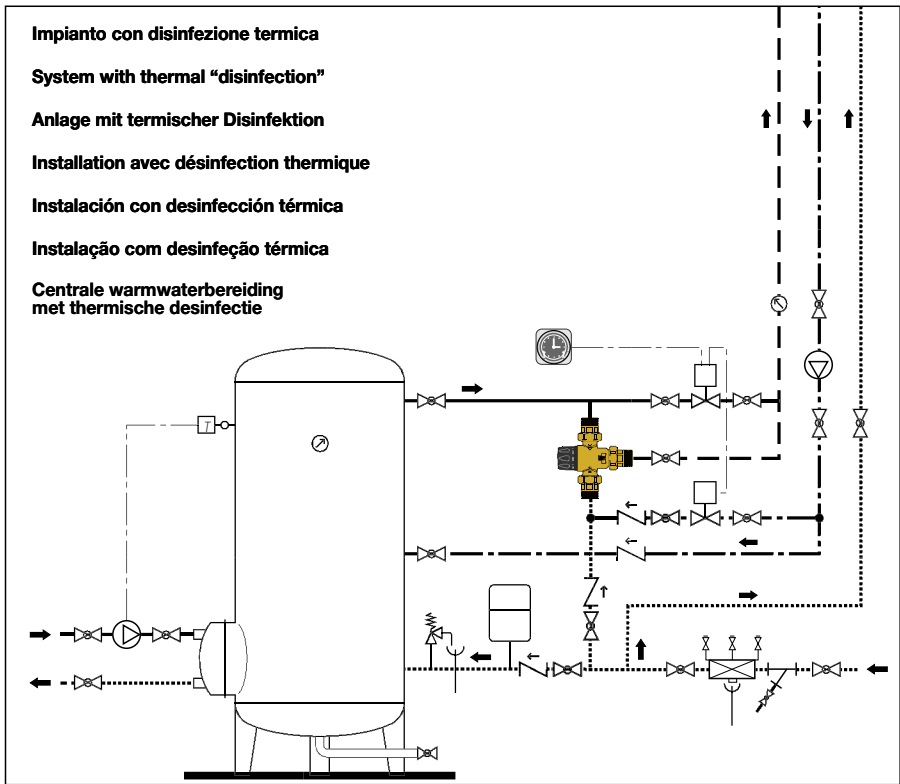 Impianto con disinfezione termica
System with thermal “disinfection”
Anlage mit termischer Disinfektion
Installation avec désinfection thermique
Instalación con desinfección térmica
Instalação com desinfeção térmica
Centrale warmwaterbereiding
met thermische desinfectie
T